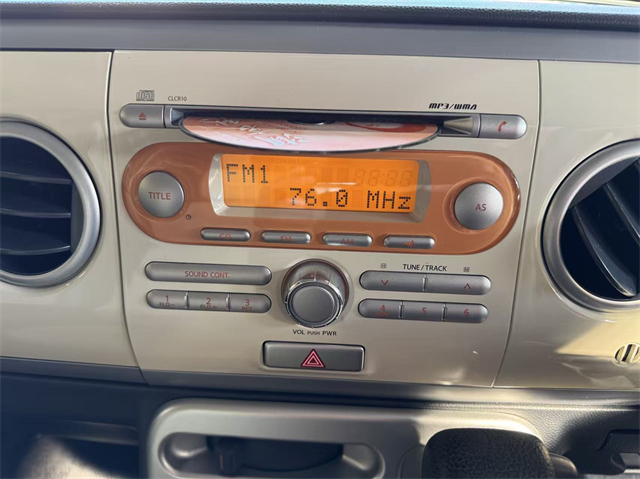 CLCR10
MP3/WMA
FM1
76.0 MHz
TITLE
AS
SOUND CONT.
TUNE/TRACK
1 2 3
4 5 6
VOL PUSH PWR